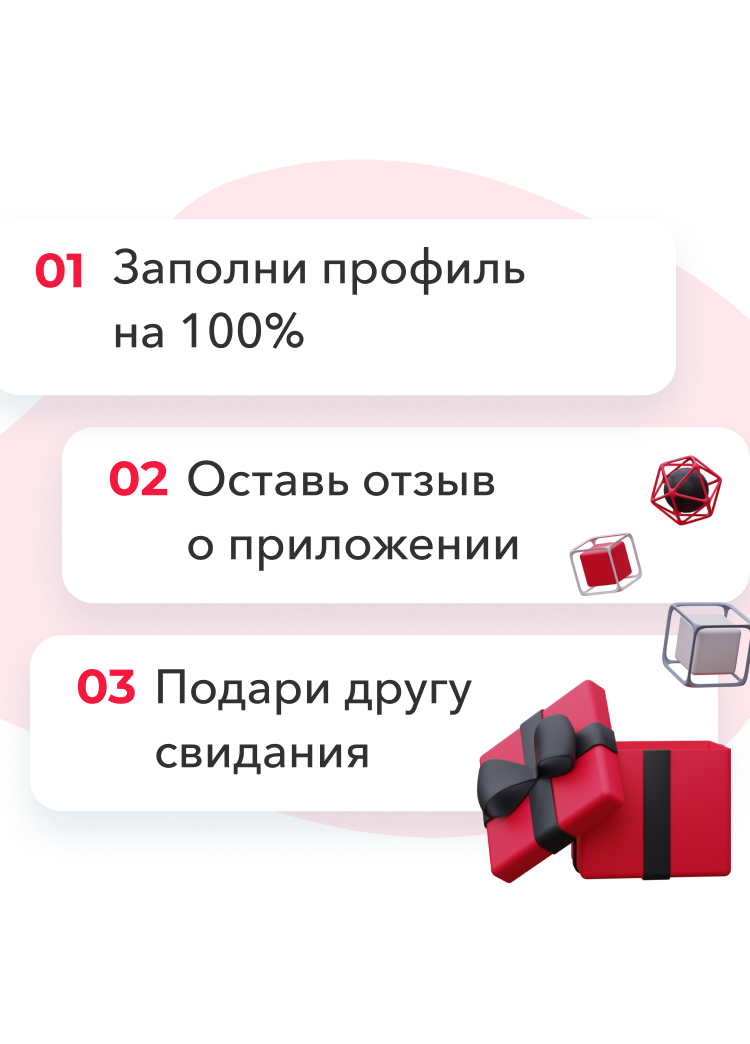 01 Заполни профиль
на 100%
02 Оставь отзыв
о приложении
03 Подари другу
свидания